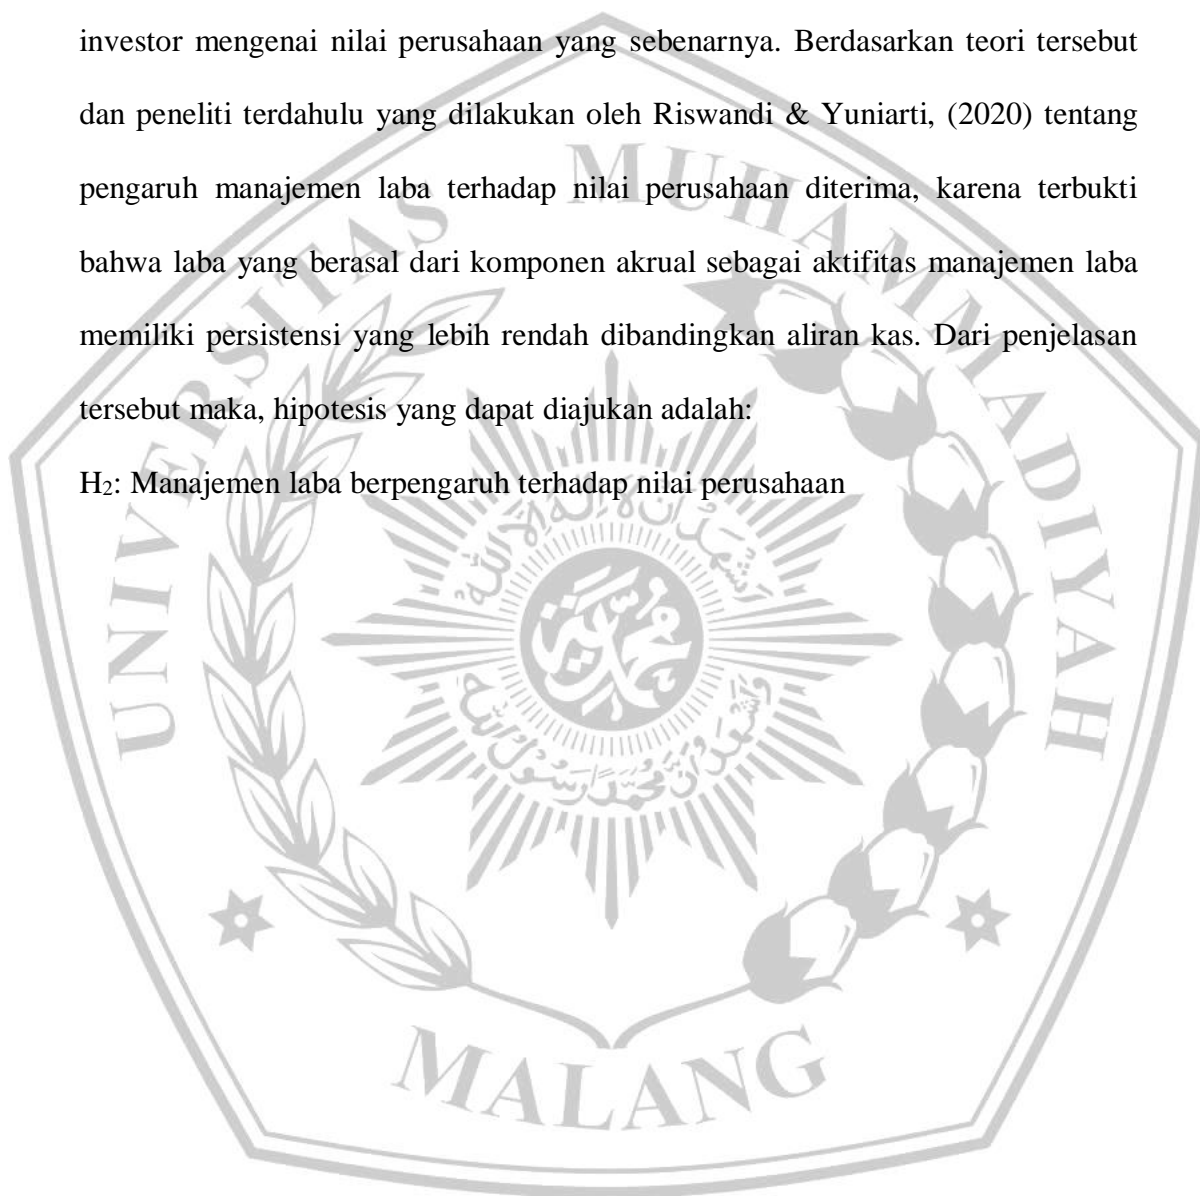 investor mengenai nilai perusahaan yang sebenarnya. Berdasarkan teori tersebut
dan peneliti terdahulu yang dilakukan oleh Riswandi & Yuniarti, (2020) tentang
pengaruh manajemen laba terhadap nilai perusahaan diterima, karena terbukti
bahwa laba yang berasal dari komponen akrual sebagai aktifitas manajemen laba
memiliki persistensi yang lebih rendah dibandingkan aliran kas. Dari penjelasan
tersebut maka, hipotesis yang dapat diajukan adalah:
H₂: Manajemen laba berpengaruh terhadap nilai perusahaan
UNIVERSITAS MUHAMMADIYAH
MALANG